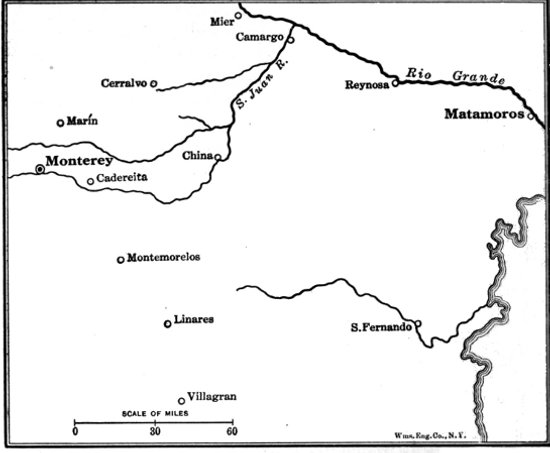 Mier
Camargo
Cerralvo
S. Juan R.
Reynosa
Rio Grande
Matamoros
Marín
Monterey
China
Cadereita
Montemorelos
Linares
S. Fernando
Villagran
SCALE OF MILES
0 30 60
Wms. Eng. Co., N.Y.